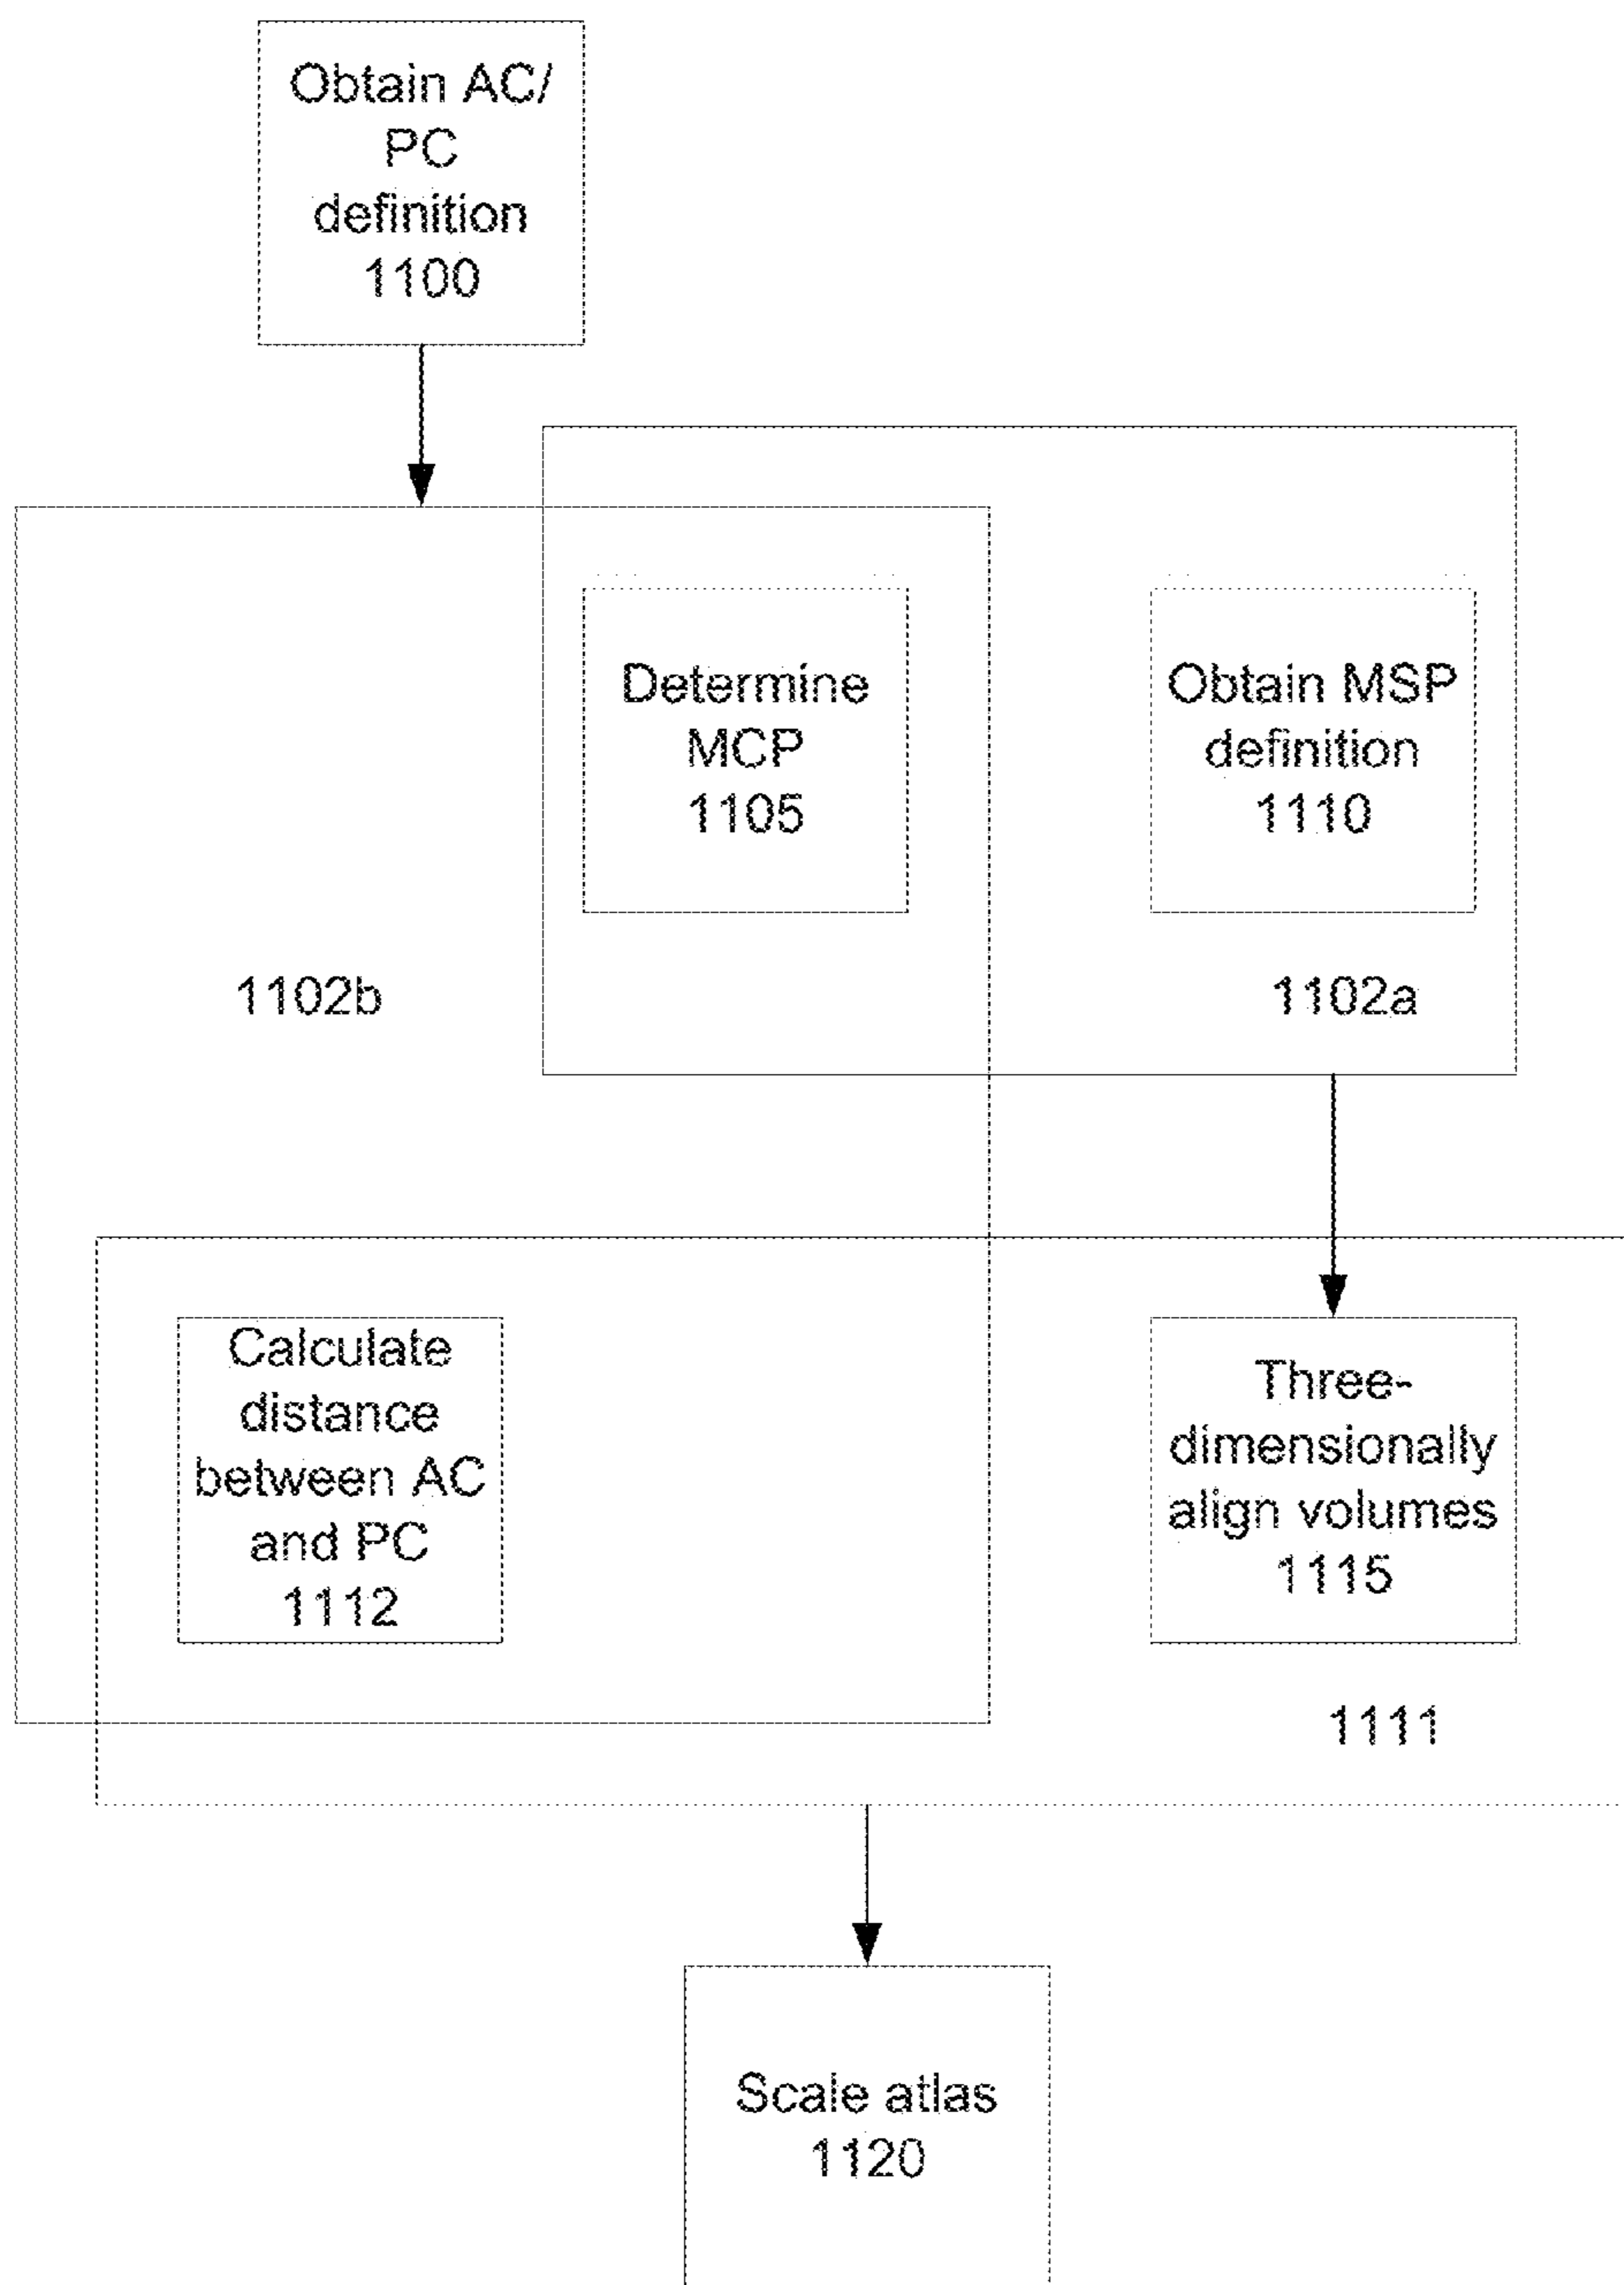 Obtain AC/
PC
definition
1100
Determine
MCP
1105
Obtain MSP
definition
1110
1102b
1102a
Calculate
distance
between AC
and PC
1112
Three-
dimensionally
align volumes
1115
1111
Scale atlas
1120